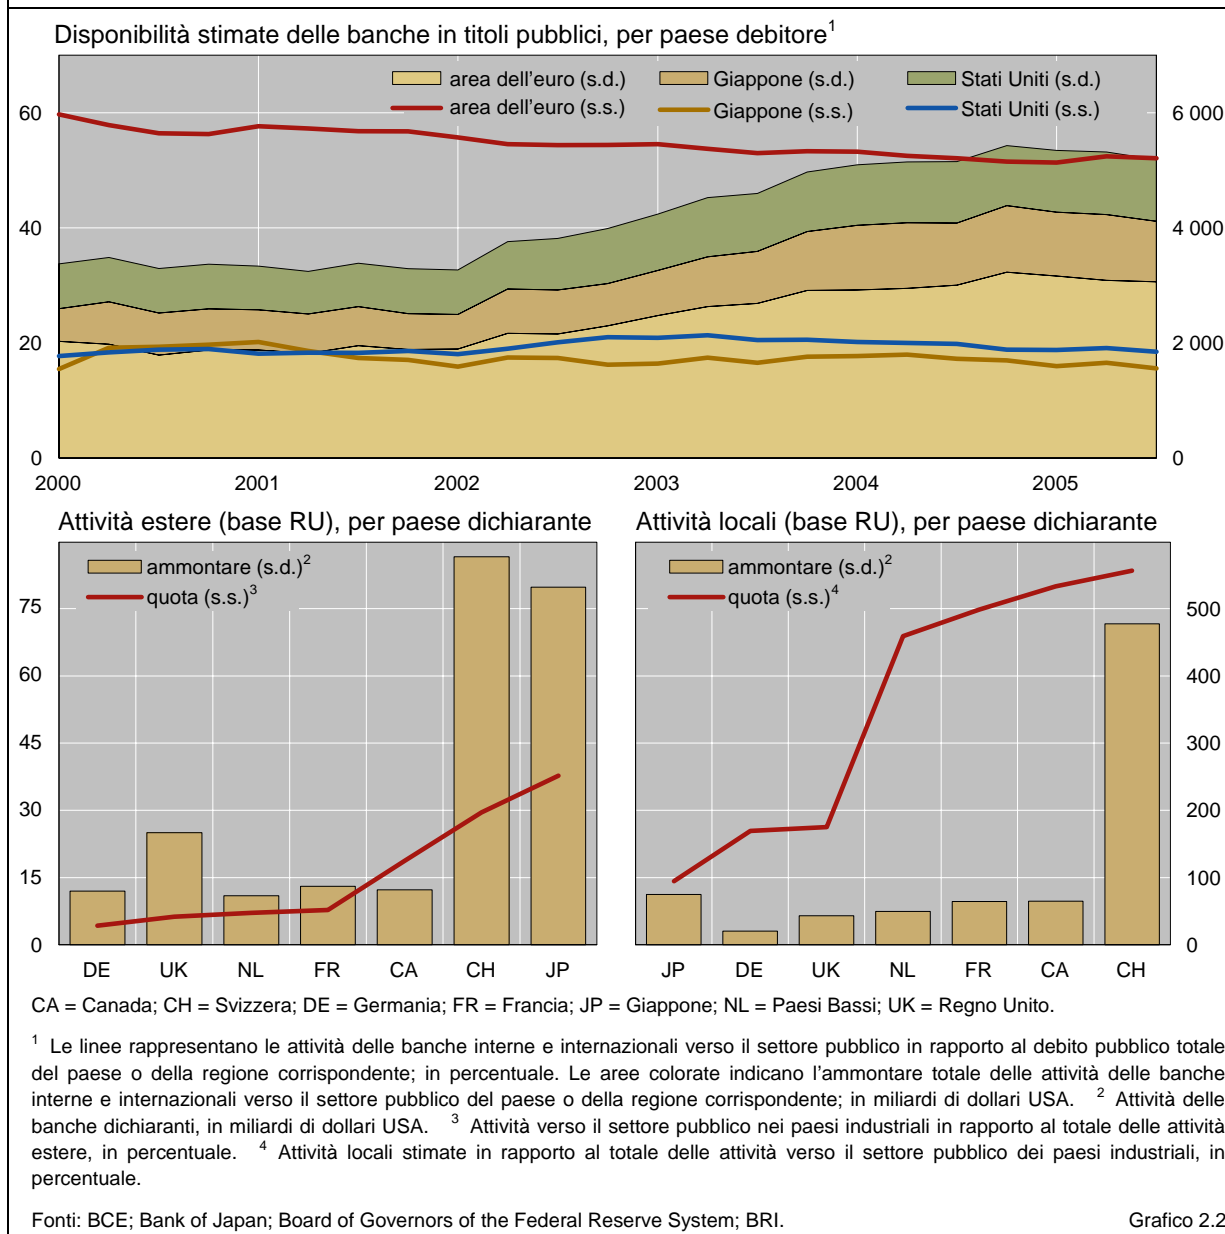 Disponibilità stimate delle banche in titoli pubblici, per paese debitore¹
area dell'euro (s.d.) Giappone (s.d.) Stati Uniti (s.d.)
area dell'euro (s.s.) Giappone (s.s.) Stati Uniti (s.s.)
60 6 000
40 4 000
20 2 000
0 0
2000 2001 2002 2003 2004 2005
Attività estere (base RU), per paese dichiarante
ammontare (s.d.)²
quota (s.s.)³
75
60
45
30
15
0
DE UK NL FR CA CH JP
Attività locali (base RU), per paese dichiarante
ammontare (s.d.)²
quota (s.s.)⁴
500
400
300
200
100
0
JP DE UK NL FR CA CH
CA = Canada; CH = Svizzera; DE = Germania; FR = Francia; JP = Giappone; NL = Paesi Bassi; UK = Regno Unito.
¹ Le linee rappresentano le attività delle banche interne e internazionali verso il settore pubblico in rapporto al debito pubblico totale
del paese o della regione corrispondente; in percentuale. Le aree colorate indicano l'ammontare totale delle attività delle banche
interne e internazionali verso il settore pubblico del paese o della regione corrispondente; in miliardi di dollari USA. ² Attività delle
banche dichiaranti, in miliardi di dollari USA. ³ Attività verso il settore pubblico nei paesi industriali in rapporto al totale delle attività
estere, in percentuale. ⁴ Attività locali stimate in rapporto al totale delle attività verso il settore pubblico dei paesi industriali, in
percentuale.
Fonti: BCE; Bank of Japan; Board of Governors of the Federal Reserve System; BRI. Grafico 2.2